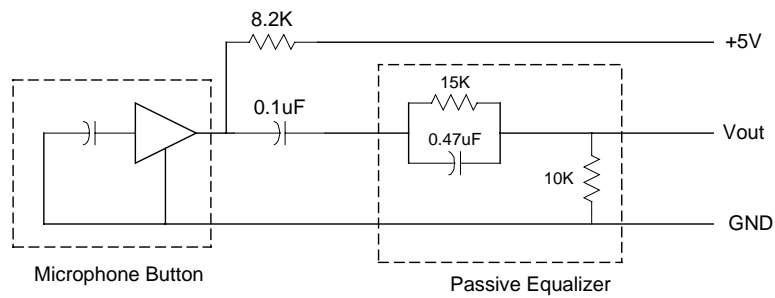 8.2K
+5V
15K
0.1uF
0.47uF
Vout
10K
GND
Microphone Button
Passive Equalizer